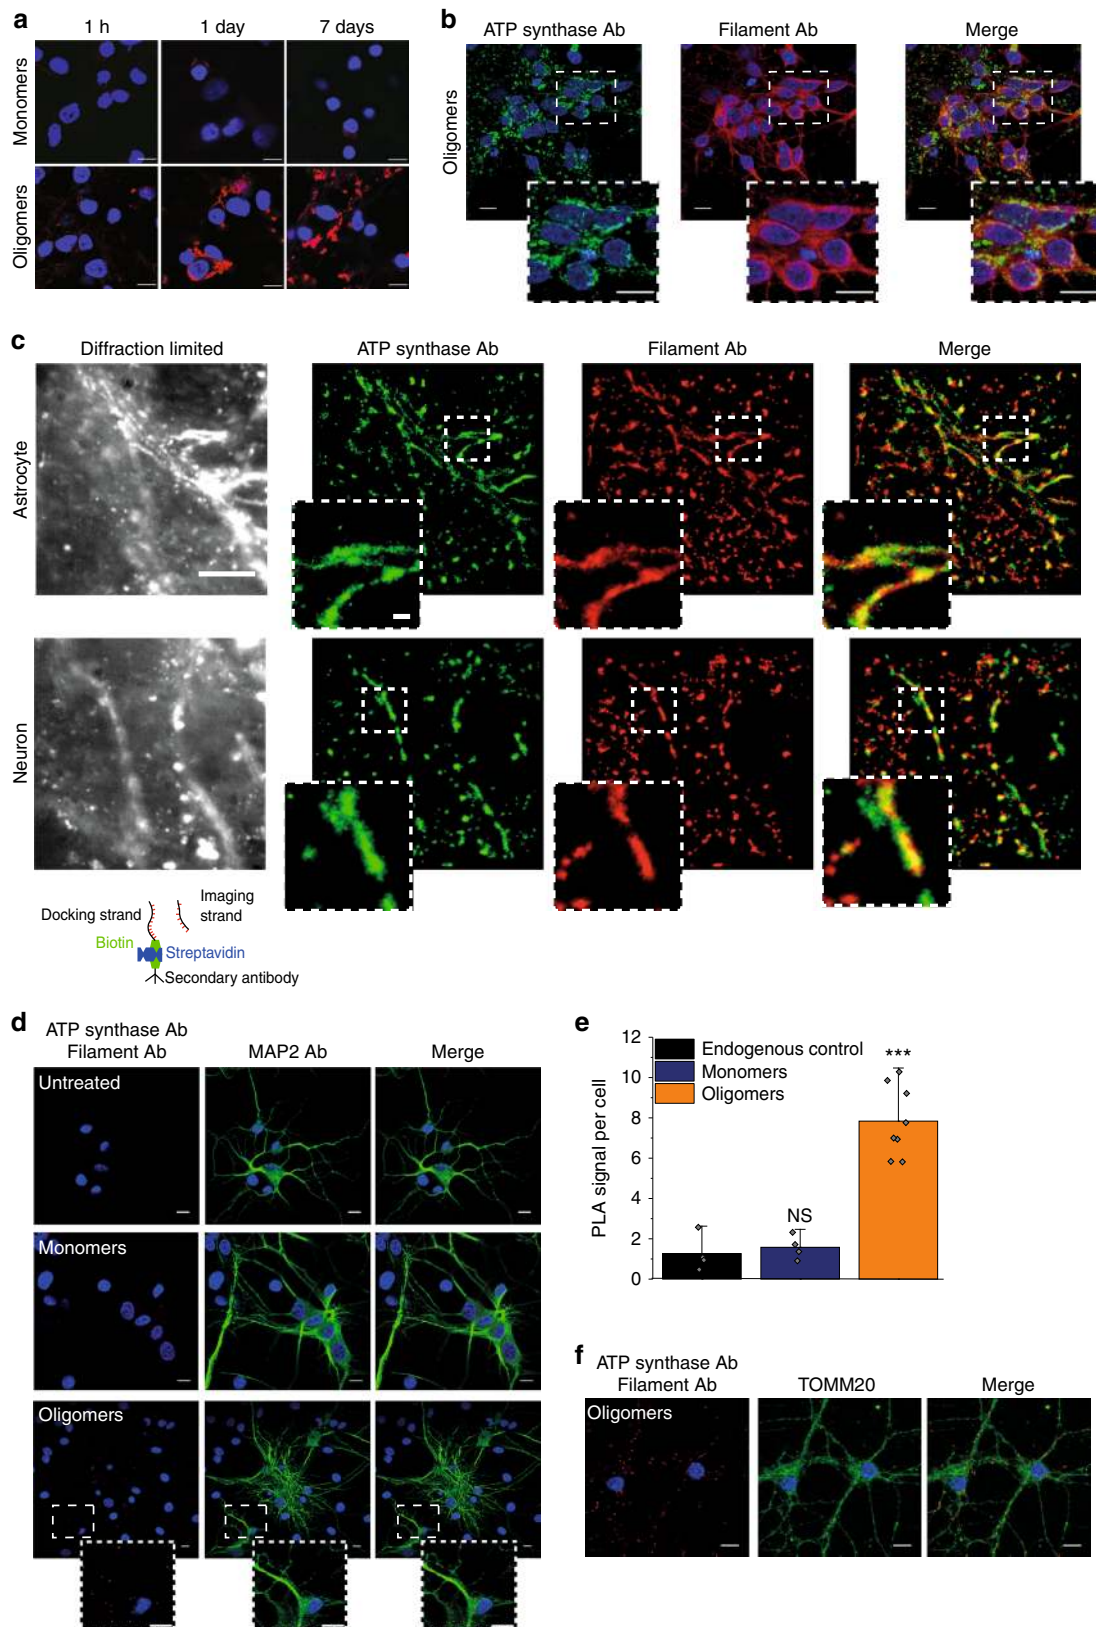 a
1 h
1 day
7 days
Monomers
Oligomers
b
ATP synthase Ab
Filament Ab
Merge
Oligomers
c
Diffraction limited
ATP synthase Ab
Filament Ab
Merge
Astrocyte
Neuron
Docking strand
Imaging
strand
Biotin
Streptavidin
Secondary antibody
d
ATP synthase Ab
Filament Ab
MAP2 Ab
Merge
Untreated
Monomers
Oligomers
e
PLA signal per cell
12
10
8
6
4
2
0
Endogenous control
Monomers
Oligomers
NS
***
f
ATP synthase Ab
Filament Ab
TOMM20
Merge
Oligomers